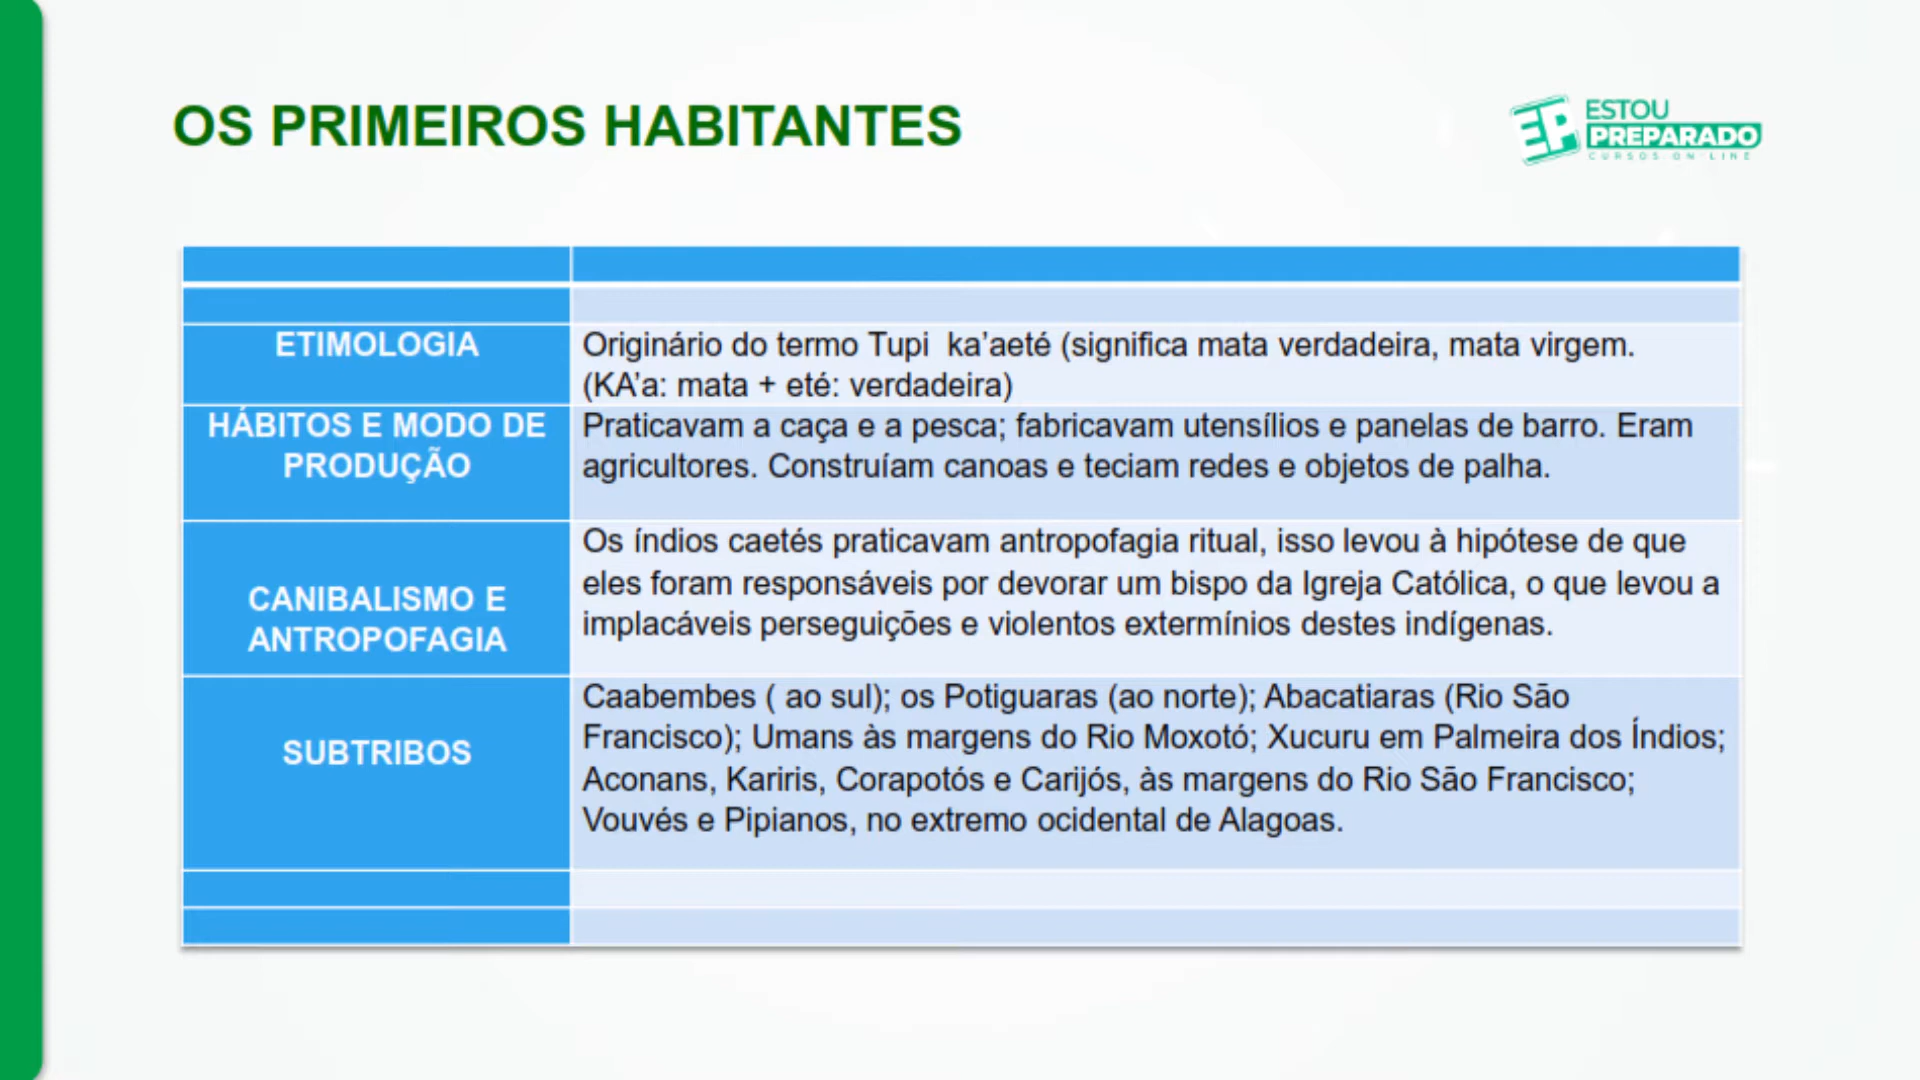 OS PRIMEIROS HABITANTES
ESTOU
PREPARADO
CURSOS ON-LINE
ETIMOLOGIA
Originário do termo Tupi ka’aeté (significa mata verdadeira, mata virgem.
(KA’a: mata + eté: verdadeira)
HÁBITOS E MODO DE
PRODUÇÃO
Praticavam a caça e a pesca; fabricavam utensílios e panelas de barro. Eram
agricultores. Construíam canoas e teciam redes e objetos de palha.
CANIBALISMO E
ANTROPOFAGIA
Os índios caetés praticavam antropofagia ritual, isso levou à hipótese de que
eles foram responsáveis por devorar um bispo da Igreja Católica, o que levou a
implacáveis perseguições e violentos extermínios destes indígenas.
SUBTRIBOS
Caabembes ( ao sul); os Potiguaras (ao norte); Abacatiaras (Rio São
Francisco); Umans às margens do Rio Moxotó; Xucuru em Palmeira dos Índios;
Aconans, Kariris, Corapotós e Carijós, às margens do Rio São Francisco;
Vouvés e Pipianos, no extremo ocidental de Alagoas.